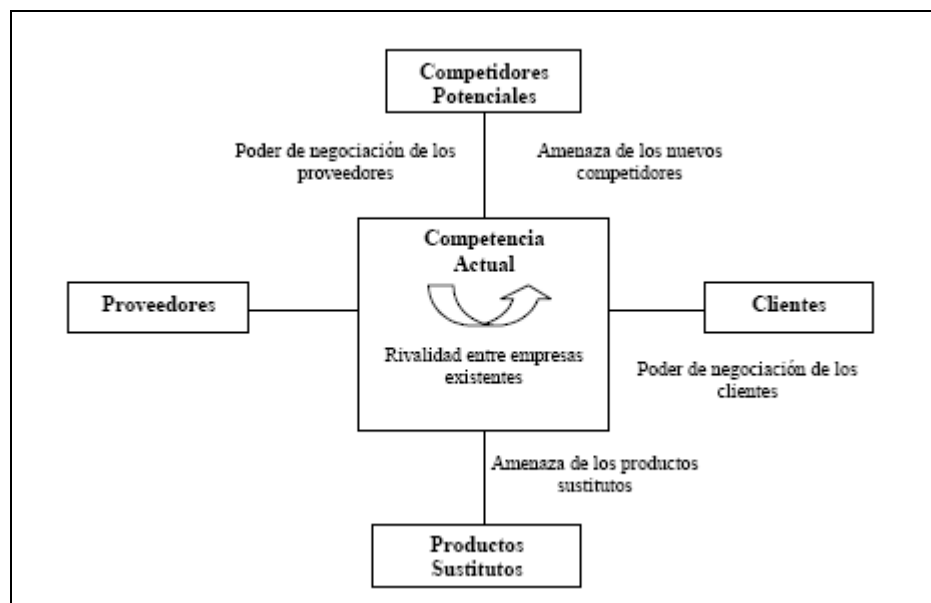 Competidores
Potenciales
Poder de negociación de los
proveedores
Amenaza de los nuevos
competidores
Competencia
Actual
Proveedores
Clientes
Rivalidad entre empresas
existentes
Poder de negociación de los
clientes
Amenaza de los productos
sustitutos
Productos
Sustitutos